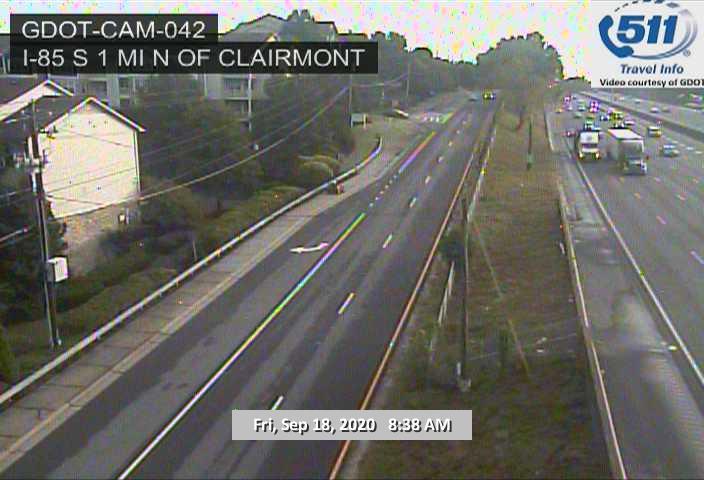 GDOT-CAM-042
I-85 S 1 MI N OF CLAIRMONT
511
Travel Info
Video courtesy of GDOT
Fri, Sep 18, 2020 8:38 AM